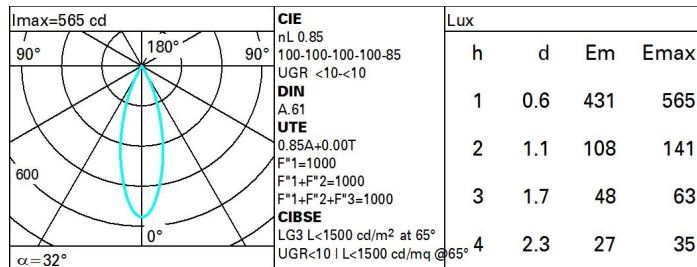 Imax=565 cd
90° 180° 90°
600
0°
α=32°
CIE
nL 0.85
100-100-100-100-85
UGR <10-<10
DIN
A.61
UTE
0.85A+0.00T
F"1=1000
F"1+F"2=1000
F"1+F"2+F"3=1000
CIBSE
LG3 L<1500 cd/m² at 65°
UGR<10 | L<1500 cd/mq @65°
Lux
h d Em Emax
1 0.6 431 565
2 1.1 108 141
3 1.7 48 63
4 2.3 27 35